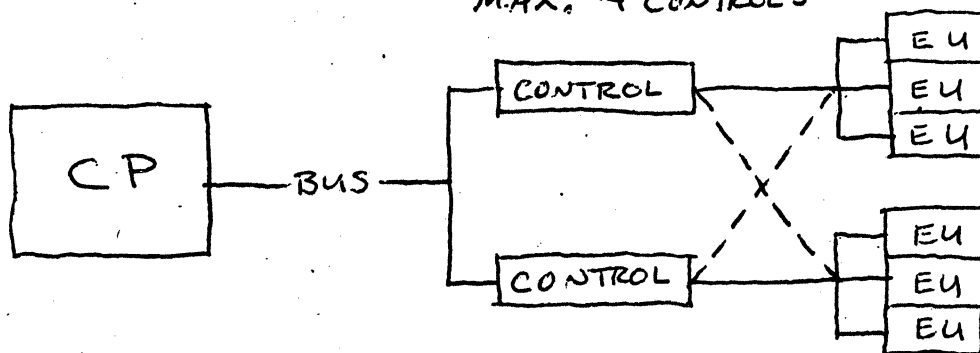 MAX. 4 CONTROLS
EU
CONTROL
EU
EU
CP
BUS
EU
CONTROL
EU
EU